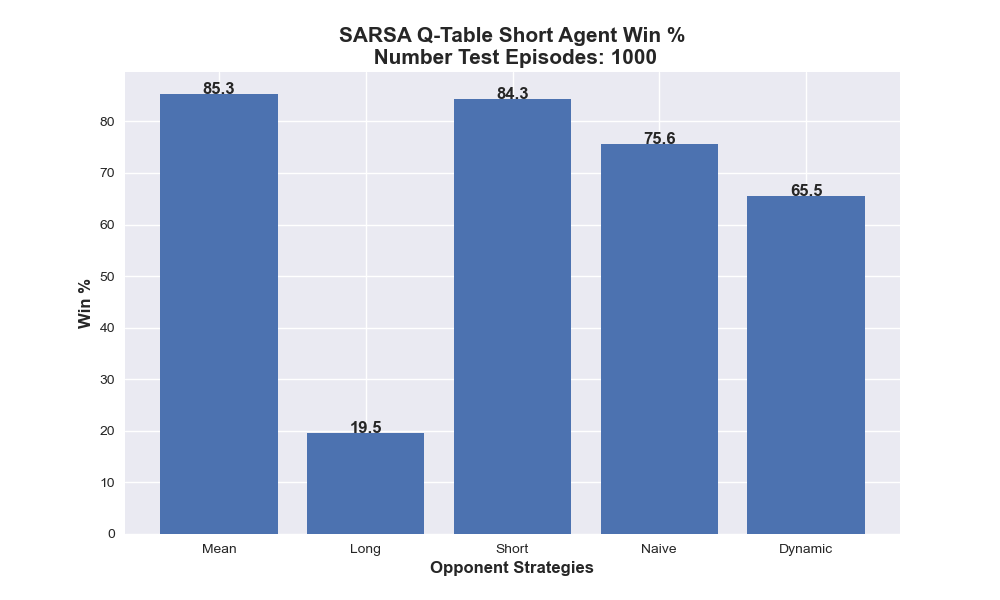 SARSA Q-Table Short Agent Win %
Number Test Episodes: 1000
85.3
84.3
80
75.6
70
65.5
60
50
Win %
40
30
20
19.5
10
0
Mean
Long
Short
Naive
Dynamic
Opponent Strategies